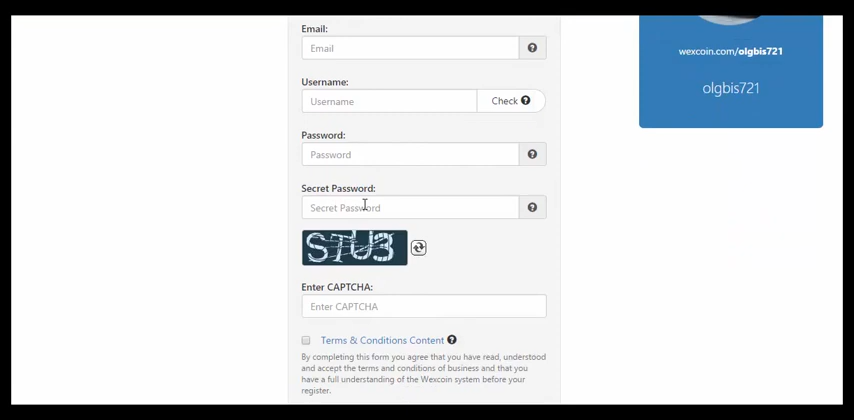 Email:
Email
Username:
Username
Check
Password:
Password
Secret Password:
Secret Password
Enter CAPTCHA:
Enter CAPTCHA
Terms & Conditions Content
By completing this form you agree that you have read, understood
and accept the terms and conditions of business and that you
have a full understanding of the Wexcoin system before your
register.
wexcoin.com/olgbis721
olgbis721